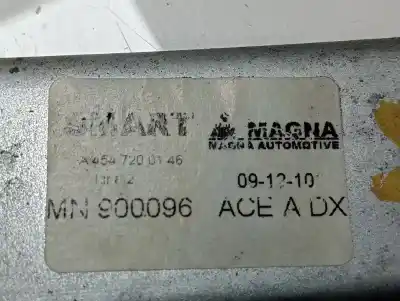 SMART MAGNA
MAGNA AUTOMOTIVE
A 454 720 01 46
09-12-10
MN 900096 ACE A DX